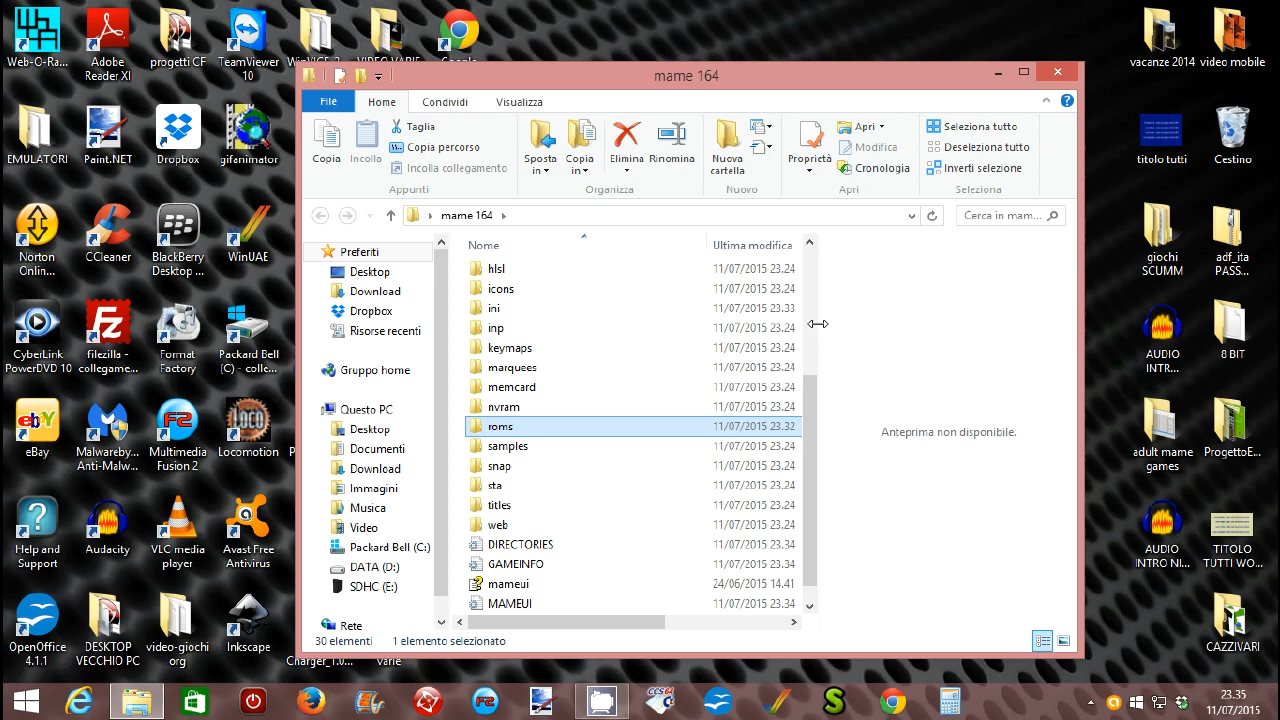 Web-O-Ra...
Adobe
Reader XI
progetti CF
TeamViewer
10
WinVICE-2
VIDEO VARIE
Google
vacanze 2014
video mobile
mame 164
File
Home
Condividi
Visualizza
Copia
Incolla
Taglia
Copia percorso
Incolla collegamento
Appunti
Sposta
in
Copia
in
Elimina
Rinomina
Organizza
Nuova
cartella
Nuovo
Proprietà
Apri
Modifica
Cronologia
Apri
Seleziona tutto
Deseleziona tutto
Inverti selezione
Seleziona
mame 164
Cerca in mam...
EMULATORI
Paint.NET
Dropbox
gifanimator
titolo tutti
Cestino
Norton
Onlin...
CCleaner
BlackBerry
Desktop ...
WinUAE
giochi
SCUMM
adf_ita
PASS...
CyberLink
PowerDVD 10
filezilla -
collegame...
Format
Factory
Packard Bell
(C) - colle...
AUDIO
INTR...
8 BIT
eBay
Malwareby...
Anti-Malw...
Multimedia
Fusion 2
Locomotion
adult mame
games
ProgettoE...
Help and
Support
Audacity
VLC media
player
Avast Free
Antivirus
AUDIO
INTRO NI...
TITOLO
TUTTI WO...
OpenOffice
4.1.1
DESKTOP
VECCHIO PC
video-giochi
org
Inkscape
Charger_1.0...
varie
CAZZIVARI
Preferiti
Desktop
Download
Dropbox
Risorse recenti
Gruppo home
Questo PC
Desktop
Documenti
Download
Immagini
Musica
Video
Packard Bell (C:)
DATA (D:)
SDHC (E:)
Rete
Nome
Ultima modifica
hlsl 11/07/2015 23.24
icons 11/07/2015 23.24
ini 11/07/2015 23.33
inp 11/07/2015 23.24
keymaps 11/07/2015 23.24
marquees 11/07/2015 23.24
memcard 11/07/2015 23.24
nvram 11/07/2015 23.24
roms 11/07/2015 23.32
samples 11/07/2015 23.24
snap 11/07/2015 23.24
sta 11/07/2015 23.24
titles 11/07/2015 23.24
web 11/07/2015 23.24
DIRECTORIES 11/07/2015 23.34
GAMEINFO 11/07/2015 23.34
mameui 24/06/2015 14.41
MAMEUI 11/07/2015 23.34
Anteprima non disponibile.
30 elementi
1 elemento selezionato
23.35
11/07/2015